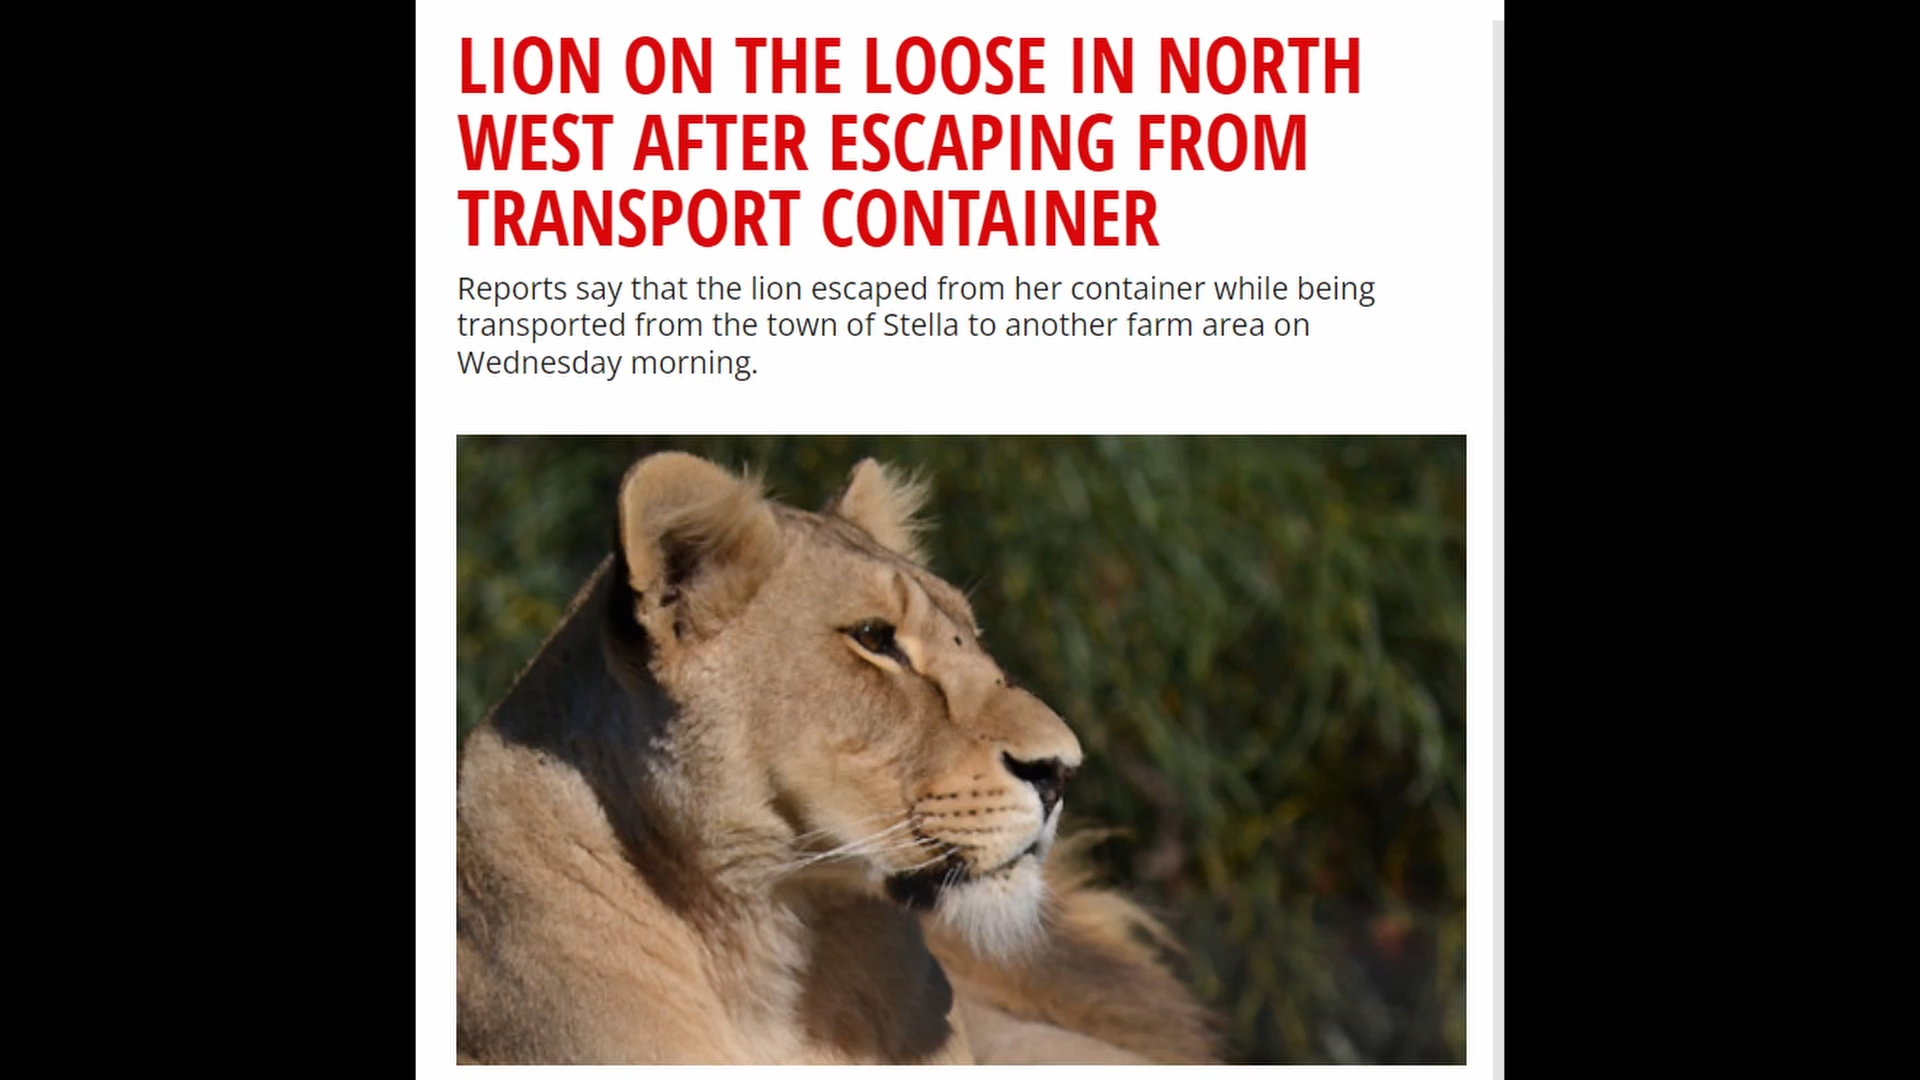 LION ON THE LOOSE IN NORTH
WEST AFTER ESCAPING FROM
TRANSPORT CONTAINER
Reports say that the lion escaped from her container while being
transported from the town of Stella to another farm area on
Wednesday morning.